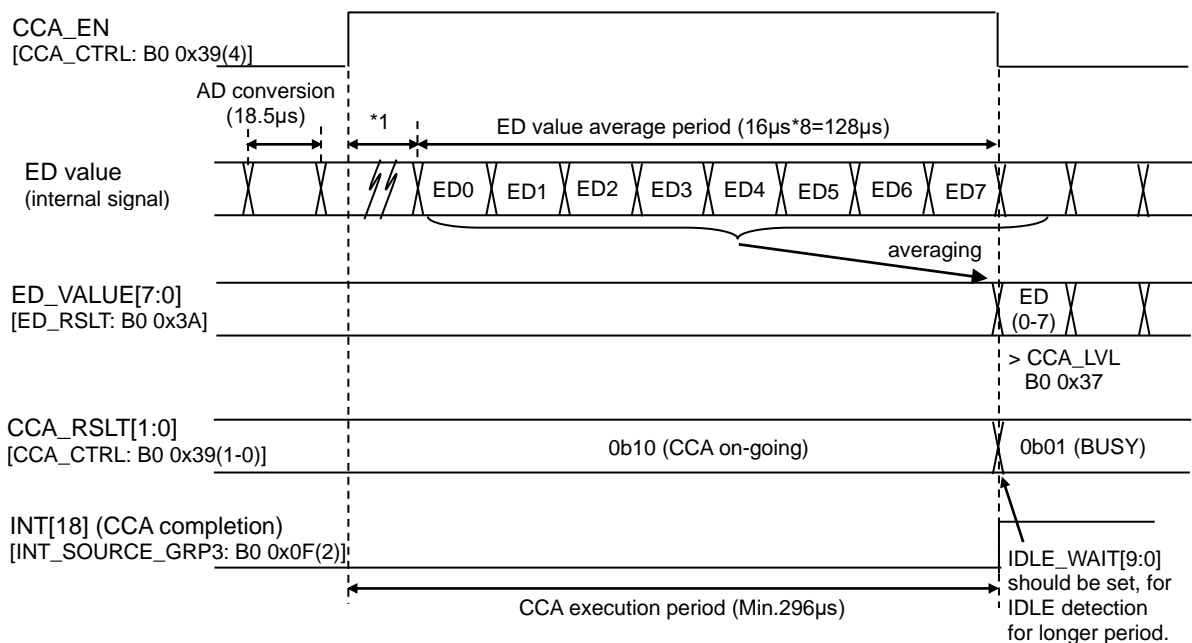 CCA_EN
[CCA_CTRL: B0 0x39(4)]
AD conversion
(18.5µs)
*1
ED value average period (16µs*8=128µs)
ED value
(internal signal)
ED0 ED1 ED2 ED3 ED4 ED5 ED6 ED7
averaging
ED_VALUE[7:0]
[ED_RSLT: B0 0x3A]
ED
(0-7)
> CCA_LVL
B0 0x37
CCA_RSLT[1:0]
[CCA_CTRL: B0 0x39(1-0)]
0b10 (CCA on-going)
0b01 (BUSY)
INT[18] (CCA completion)
[INT_SOURCE_GRP3: B0 0x0F(2)]
CCA execution period (Min.296µs)
IDLE_WAIT[9:0]
should be set, for
IDLE detection
for longer period.